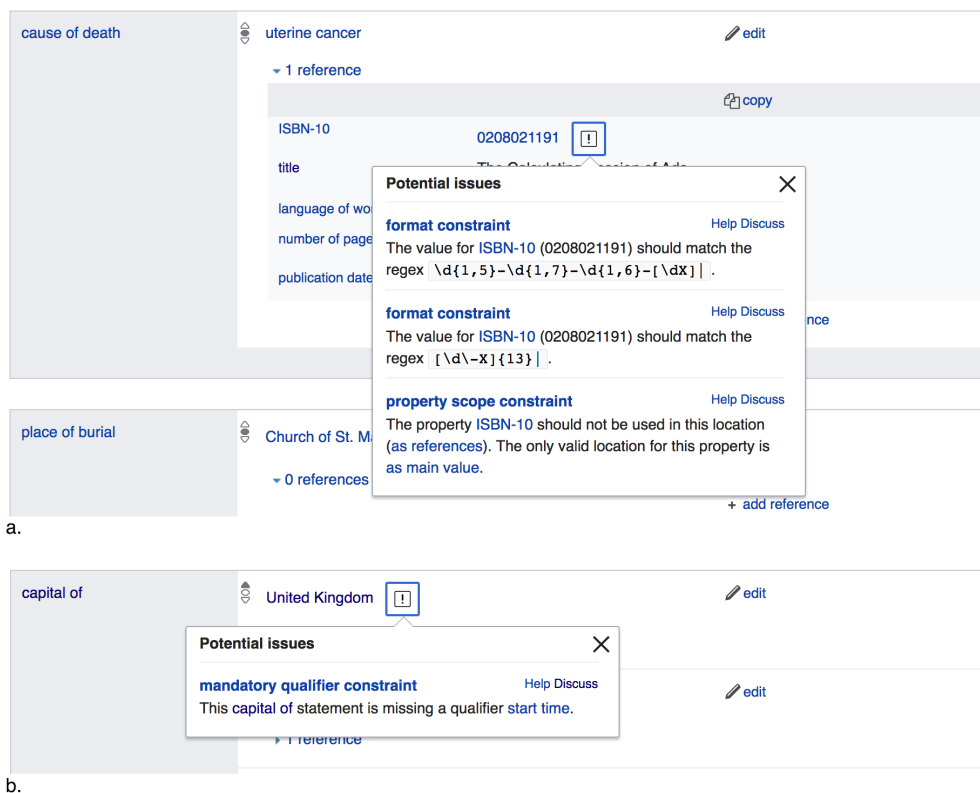 cause of death
uterine cancer
edit
1 reference
copy
ISBN-10
0208021191
title
language of wo
number of page
publication date
Potential issues
format constraint
Help Discuss
The value for ISBN-10 (0208021191) should match the
regex \d{1,5}-\d{1,7}-\d{1,6}-[\dX]| .
format constraint
Help Discuss
The value for ISBN-10 (0208021191) should match the
regex [\d\-X]{13}| .
property scope constraint
Help Discuss
The property ISBN-10 should not be used in this location
(as references). The only valid location for this property is
as main value.
nce
place of burial
Church of St. Ma
0 references
+ add reference
a.
capital of
United Kingdom
edit
Potential issues
mandatory qualifier constraint
Help Discuss
This capital of statement is missing a qualifier start time.
edit
1 reference
b.